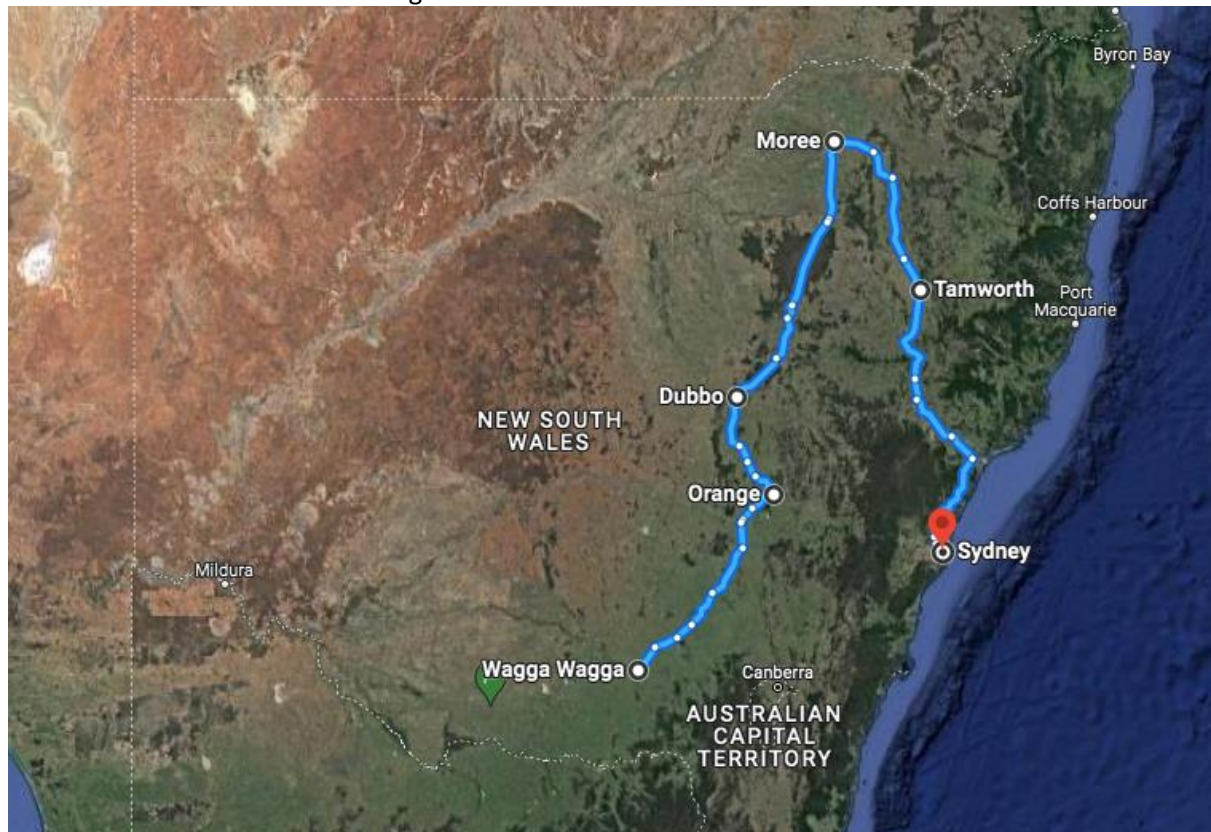 Byron Bay
Moree
Coffs Harbour
Tamworth
Port
Macquarie
Dubbo
NEW SOUTH
WALES
Orange
Sydney
Mildura
Wagga Wagga
Canberra
AUSTRALIAN
CAPITAL
TERRITORY